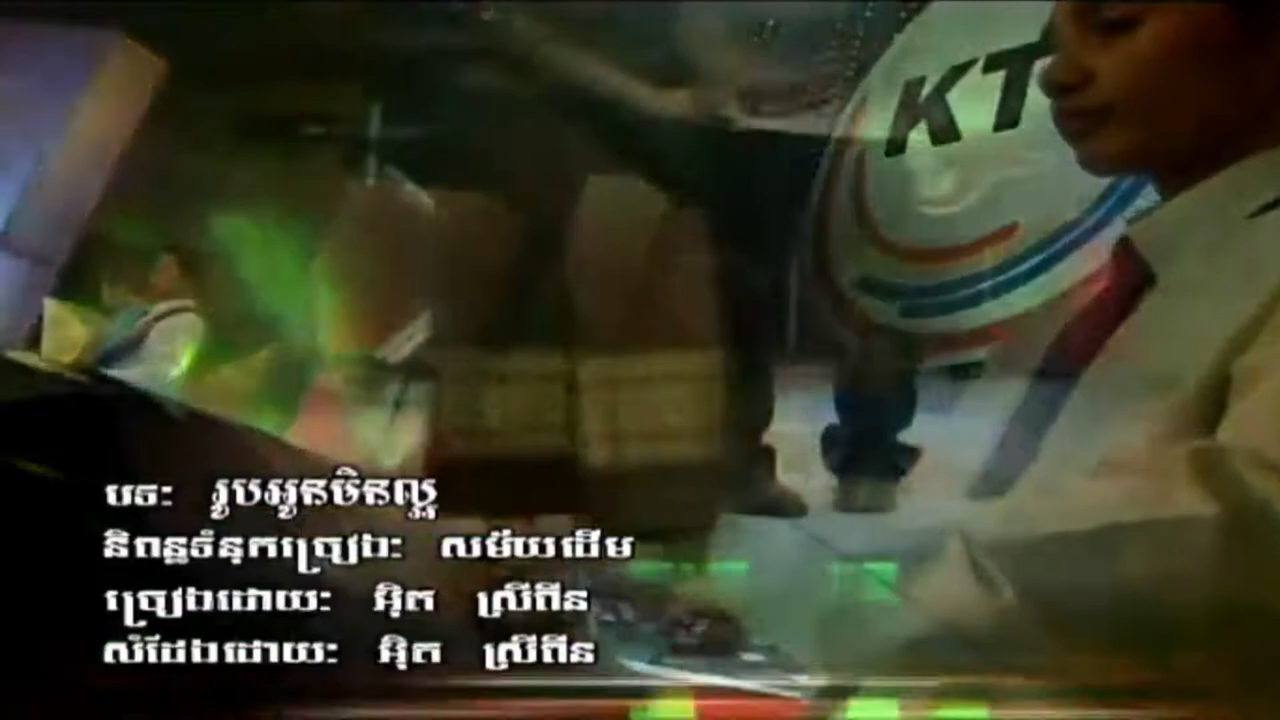 KT
បទ: រូបអូនមិនល្អ
និពន្ធទំនុកច្រៀង: សម័យដើម
ច្រៀងដោយ: អ៊ិត ស្រីពីន
សំដែងដោយ: អ៊ិត ស្រីពីន